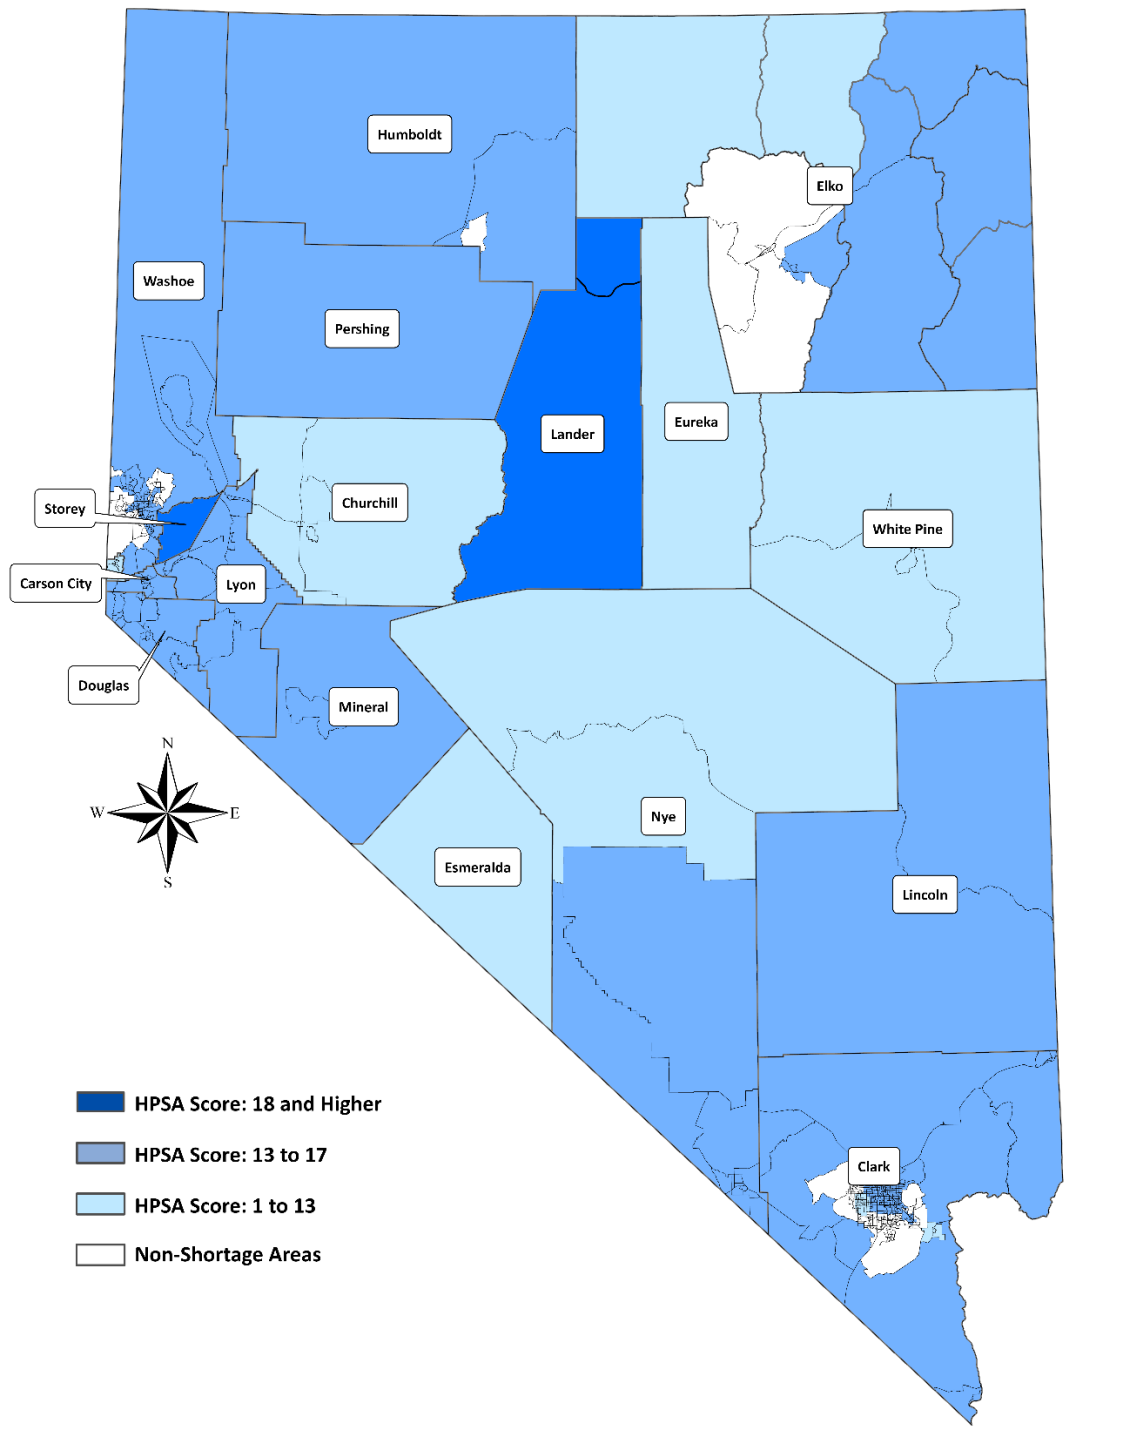 Humboldt
Elko
Washoe
Pershing
Eureka
Lander
Churchill
Storey
White Pine
Carson City
Lyon
Douglas
Mineral
N
W
E
S
Nye
Esmeralda
Lincoln
HPSA Score: 18 and Higher
HPSA Score: 13 to 17
Clark
HPSA Score: 1 to 13
Non-Shortage Areas